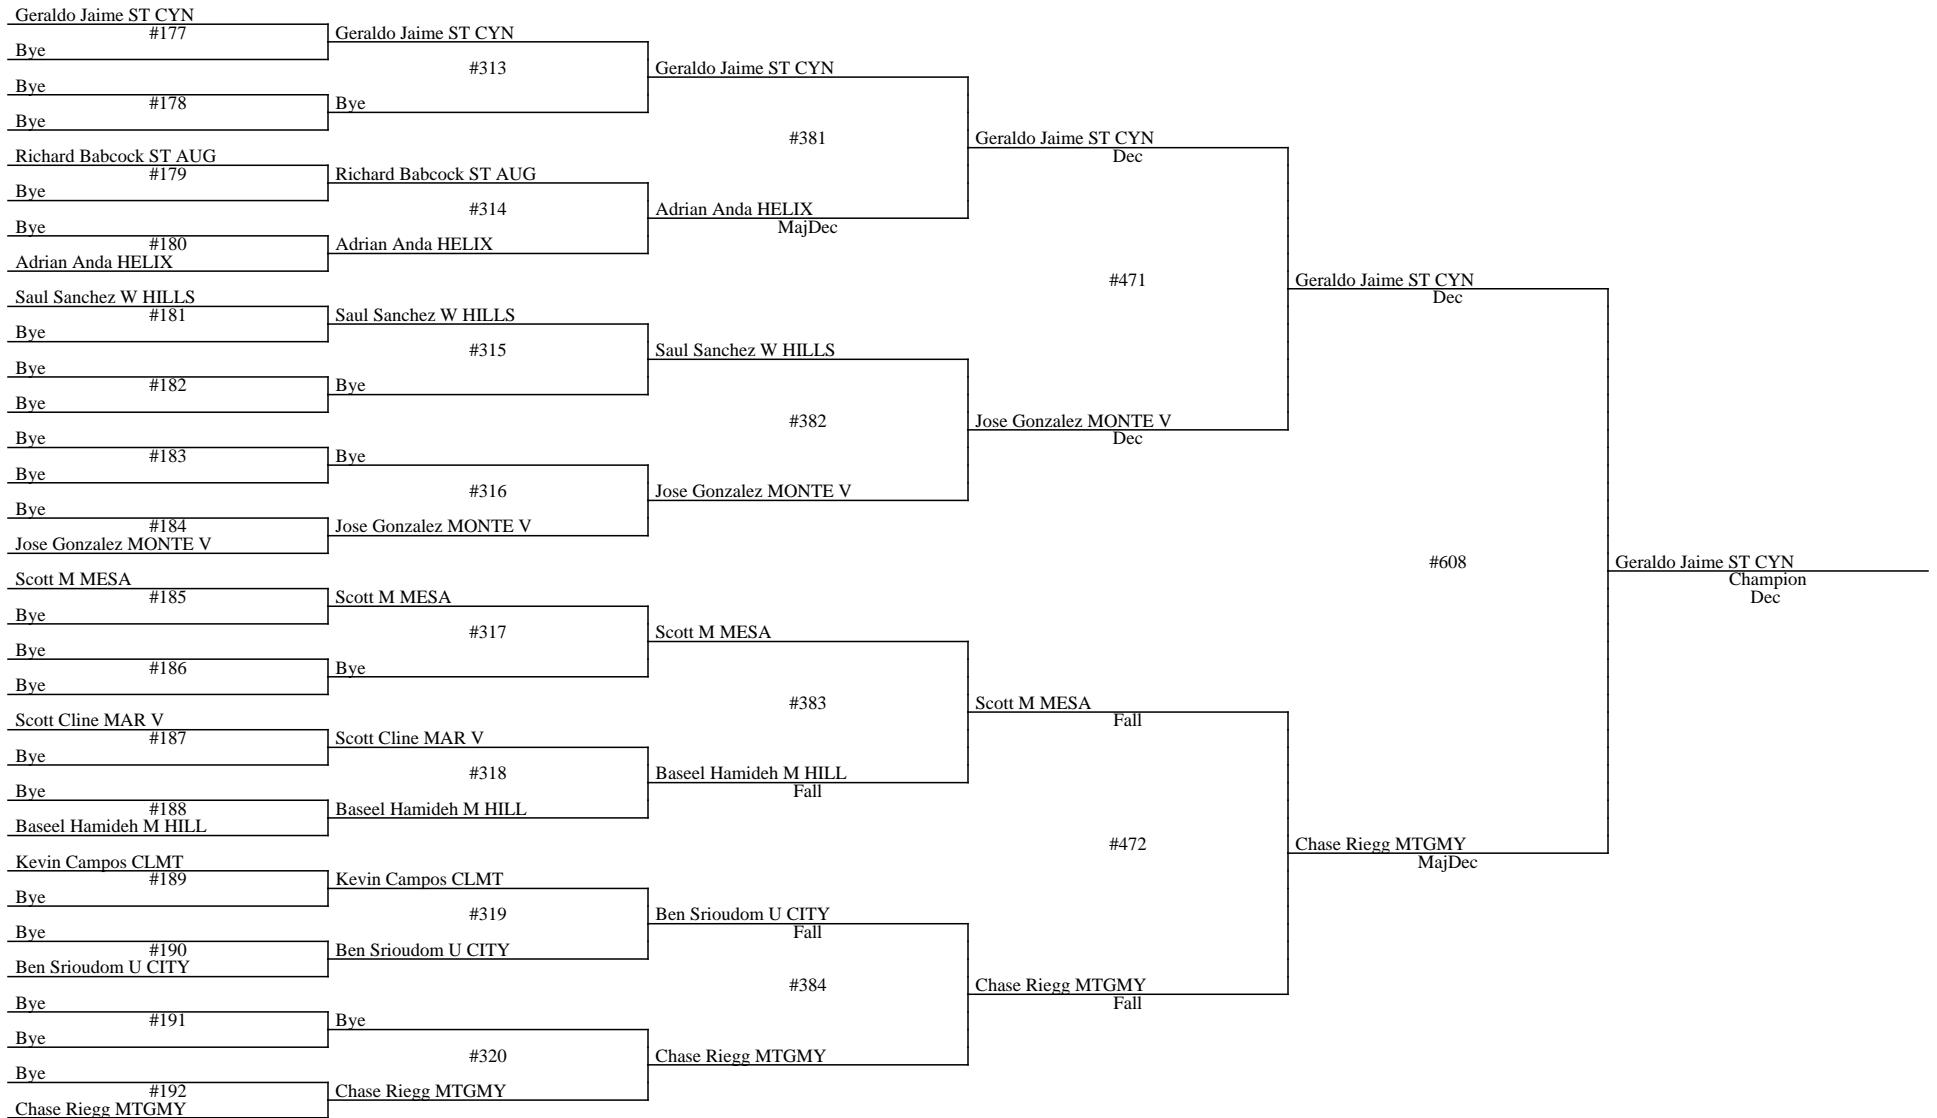 Geraldo Jaime ST CYN
#177
Bye
Bye
#178
Bye
Richard Babcock ST AUG
#179
Bye
Bye
#180
Adrian Anda HELIX
Saul Sanchez W HILLS
#181
Bye
Bye
#182
Bye
Bye
#183
Bye
Bye
#184
Jose Gonzalez MONTE V
Scott M MESA
#185
Bye
Bye
#186
Bye
Scott Cline MAR V
#187
Bye
Bye
#188
Baseel Hamideh M HILL
Kevin Campos CLMT
#189
Bye
Bye
#190
Ben Srioudom U CITY
Bye
#191
Bye
Bye
#192
Chase Riegg MTGMY
Geraldo Jaime ST CYN
#313
Bye
Richard Babcock ST AUG
#314
Adrian Anda HELIX
Saul Sanchez W HILLS
#315
Bye
Bye
#316
Jose Gonzalez MONTE V
Scott M MESA
#317
Bye
Scott Cline MAR V
#318
Baseel Hamideh M HILL
Kevin Campos CLMT
#319
Ben Srioudom U CITY
Bye
#320
Chase Riegg MTGMY
Geraldo Jaime ST CYN
#381
Adrian Anda HELIX
MajDec
Saul Sanchez W HILLS
#382
Jose Gonzalez MONTE V
Scott M MESA
#383
Baseel Hamideh M HILL
Fall
Ben Srioudom U CITY
Fall
#384
Chase Riegg MTGMY
Geraldo Jaime ST CYN
Dec
#471
Jose Gonzalez MONTE V
Dec
Scott M MESA
Fall
#472
Chase Riegg MTGMY
Fall
Geraldo Jaime ST CYN
Dec
#608
Chase Riegg MTGMY
MajDec
Geraldo Jaime ST CYN
Champion
Dec